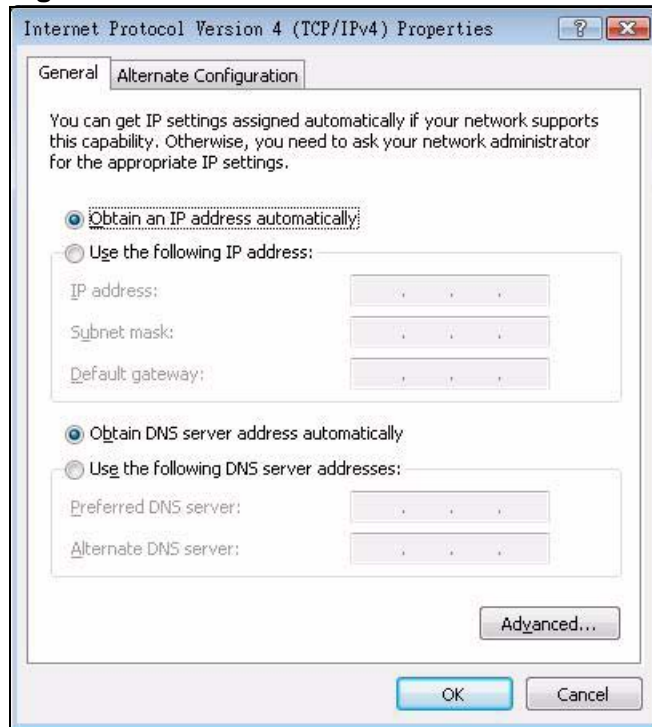 Internet Protocol Version 4 (TCP/IPv4) Properties
General
Alternate Configuration
You can get IP settings assigned automatically if your network supports
this capability. Otherwise, you need to ask your network administrator
for the appropriate IP settings.
Obtain an IP address automatically
Use the following IP address:
IP address:
Subnet mask:
Default gateway:
Obtain DNS server address automatically
Use the following DNS server addresses:
Preferred DNS server:
Alternate DNS server:
Advanced...
OK
Cancel